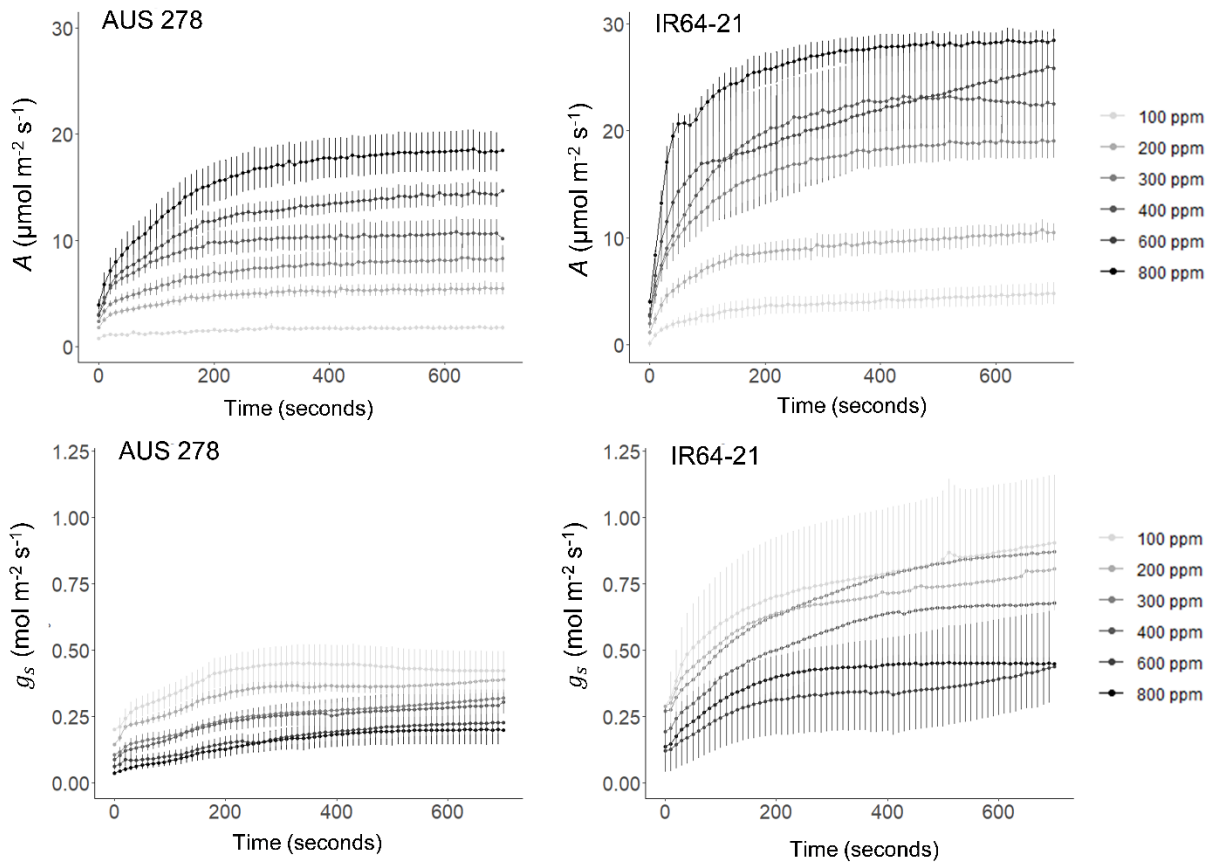 AUS 278
30
20
10
0
A (μmol m⁻² s⁻¹)
0 200 400 600
Time (seconds)
IR64-21
30
20
10
0
A (μmol m⁻² s⁻¹)
0 200 400 600
Time (seconds)
100 ppm
200 ppm
300 ppm
400 ppm
600 ppm
800 ppm
AUS 278
1.25
1.00
0.75
0.50
0.25
0.00
gₛ (mol m⁻² s⁻¹)
0 200 400 600
Time (seconds)
IR64-21
1.25
1.00
0.75
0.50
0.25
0.00
gₛ (mol m⁻² s⁻¹)
0 200 400 600
Time (seconds)
100 ppm
200 ppm
300 ppm
400 ppm
600 ppm
800 ppm